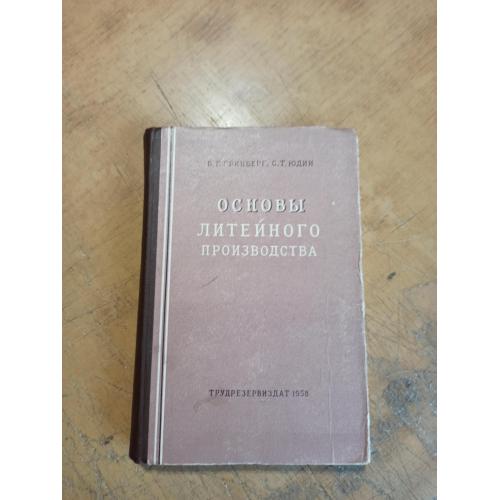 Б. Г. ГРИНБЕРГ, С. Т. ЮДИН
ОСНОВЫ
ЛИТЕЙНОГО
ПРОИЗВОДСТВА
ТРУДРЕЗЕРВИЗДАТ 1958